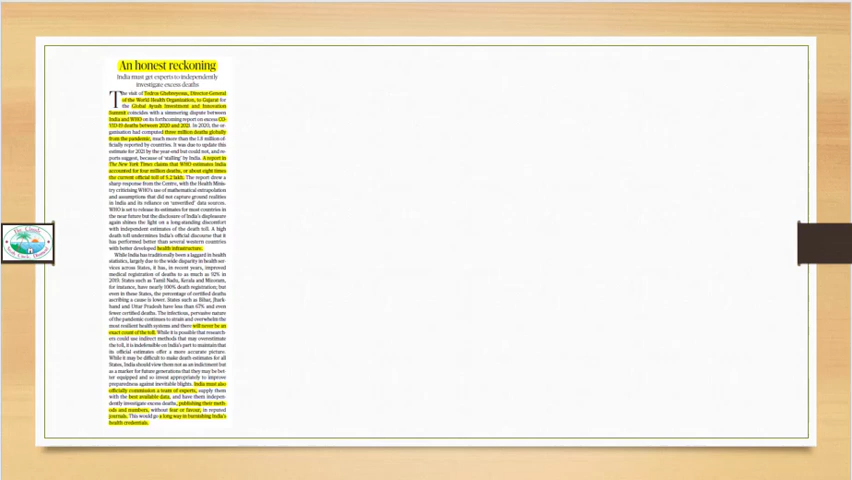 An honest reckoning
India must get experts to independently
investigate excess deaths
The visit of Tedros Ghebreyesus, Director-General
of the World Health Organization, to Gujarat for
the Global Ayush Investment and Innovation
Summit coincides with a simmering dispute between
India and WHO on its forthcoming report on excess CO-
VID-19 deaths between 2020 and 2021. In 2020, the or-
ganisation had computed three million deaths globally
from the pandemic, much more than the 1.8 million of-
ficially reported by countries. It was due to update this
estimate for 2021 by the year-end but could not, and re-
ports suggest, because of 'stalling' by India. A report in
The New York Times claims that WHO estimates India
accounted for four million deaths, or about eight times
the current official toll of 5.2 lakh. The report drew a
sharp response from the Centre, with the Health Minis-
try criticising WHO's use of mathematical extrapolation
and assumptions that did not capture ground realities
in India and its reliance on 'unverified' data sources.
WHO is set to release its estimates for most countries in
the near future but the disclosure of India's displeasure
again shines the light on a long-standing discomfort
with independent estimates of the death toll. A high
death toll undermines India's official discourse that it
has performed better than several western countries
with better developed health infrastructure.
While India has traditionally been a laggard in health
statistics, largely due to the wide disparity in health ser-
vices across States, it has, in recent years, improved
medical registration of deaths to as much as 92% in
2019. States such as Tamil Nadu, Kerala and Mizoram,
for instance, have nearly 100% death registration; but
even in these States, the percentage of certified deaths
ascribing a cause is lower. States such as Bihar, Jhark-
hand and Uttar Pradesh have less than 67% and even
fewer certified deaths. The infectious, pervasive nature
of the pandemic continues to strain and overwhelm the
most resilient health systems and there will never be an
exact count of the toll. While it is possible that research-
ers could use indirect methods that may overestimate
the toll, it is indefensible on India's part to maintain that
its official estimates offer a more accurate picture.
While it may be difficult to make death estimates for all
States, India should view them not as an indictment but
as a marker for future generations that they may be bet-
ter equipped and so invest appropriately to improve
preparedness against inevitable blights. India must also
officially commission a team of experts, supply them
with the best available data, and have them indepen-
dently investigate excess deaths, publishing their meth-
ods and numbers, without fear or favour, in reputed
journals. This would go a long way in burnishing India's
health credentials.